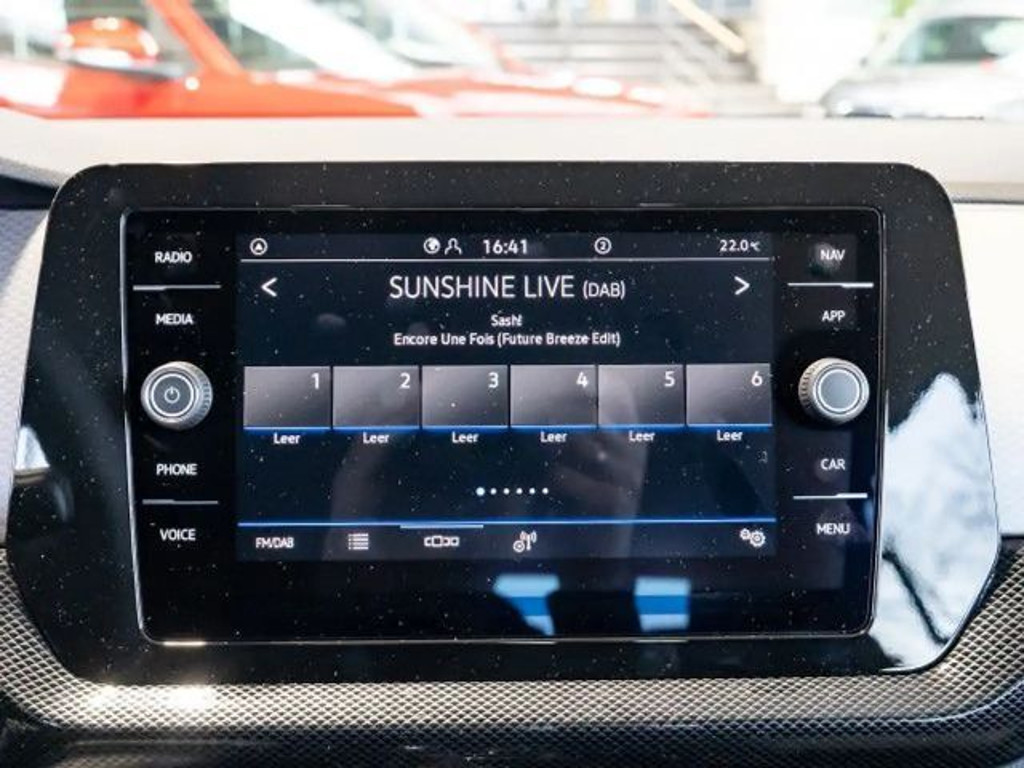 RADIO
MEDIA
PHONE
VOICE
16:41
2
22.0°C
< SUNSHINE LIVE (DAB) >
Sash!
Encore Une Fois (Future Breeze Edit)
1 2 3 4 5 6
Leer Leer Leer Leer Leer Leer
FM/DAB
NAV
APP
CAR
MENU